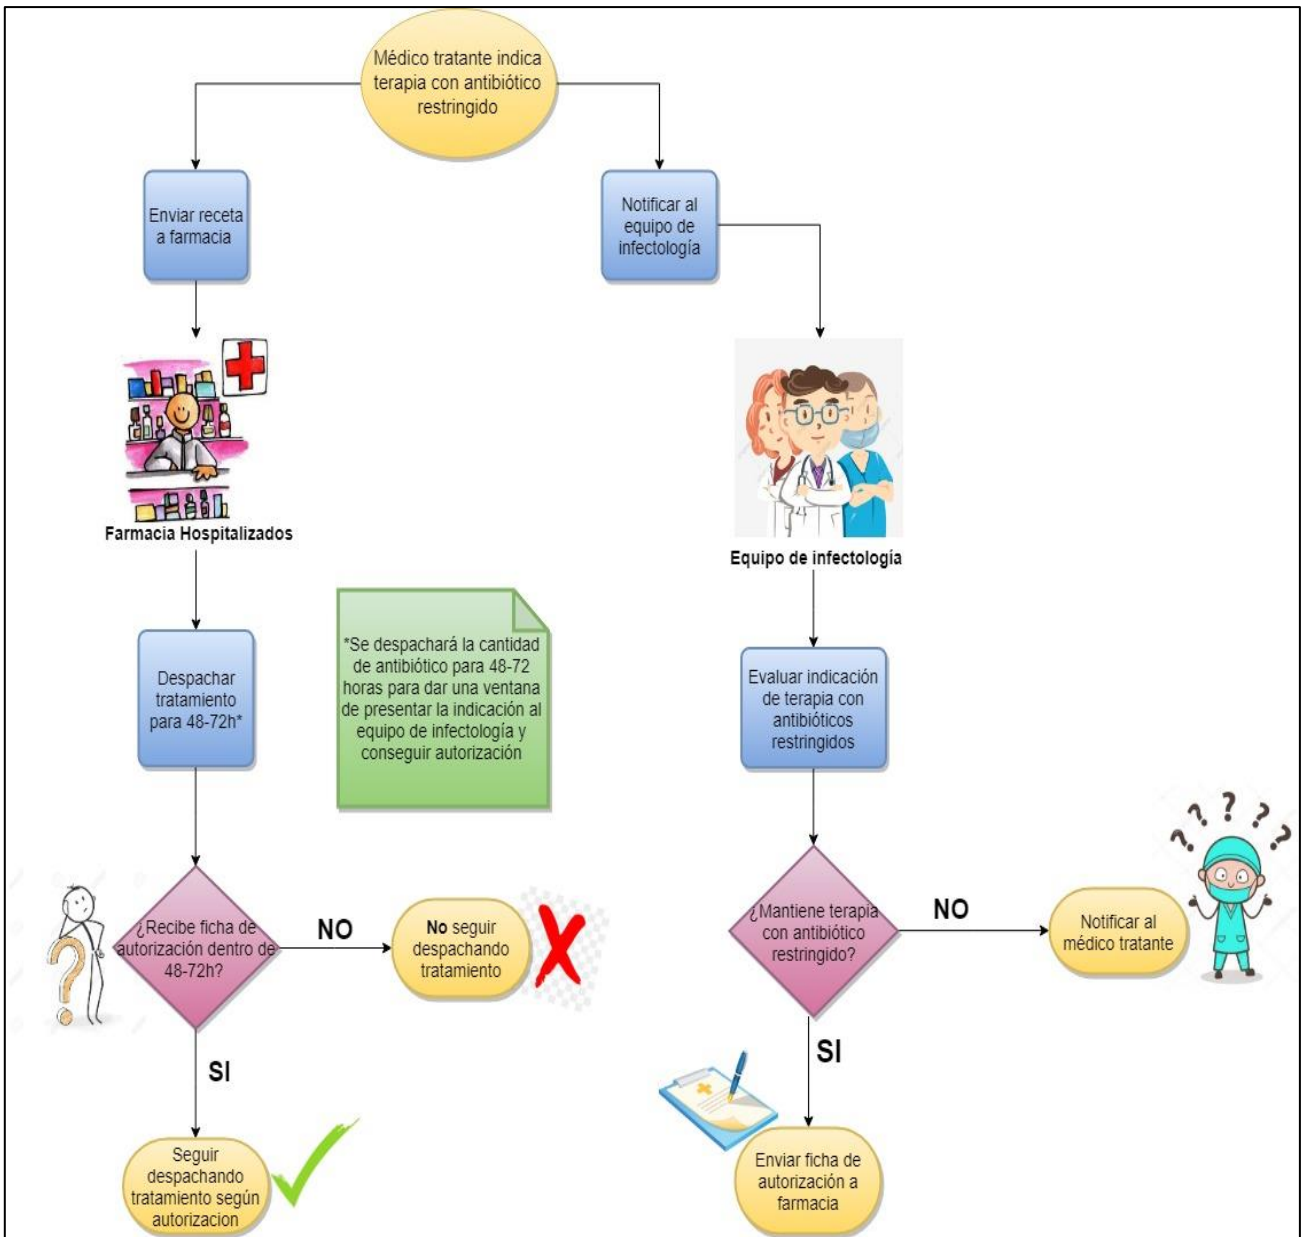 Médico tratante indica
terapia con antibiótico
restringido
Enviar receta
a farmacia
Notificar al
equipo de
infectología
Farmacia Hospitalizados
Equipo de infectología
Despachar
tratamiento
para 48-72h*
*Se despachará la cantidad
de antibiótico para 48-72
horas para dar una ventana
de presentar la indicación al
equipo de infectología y
conseguir autorización
Evaluar indicación
de terapia con
antibióticos
restringidos
¿Recibe ficha de
autorización dentro de
48-72h?
NO
No seguir
despachando
tratamiento
¿Mantiene terapia
con antibiótico
restringido?
NO
Notificar al
médico tratante
SI
Seguir
despachando
tratamiento según
autorizacion
SI
Enviar ficha de
autorización a
farmacia